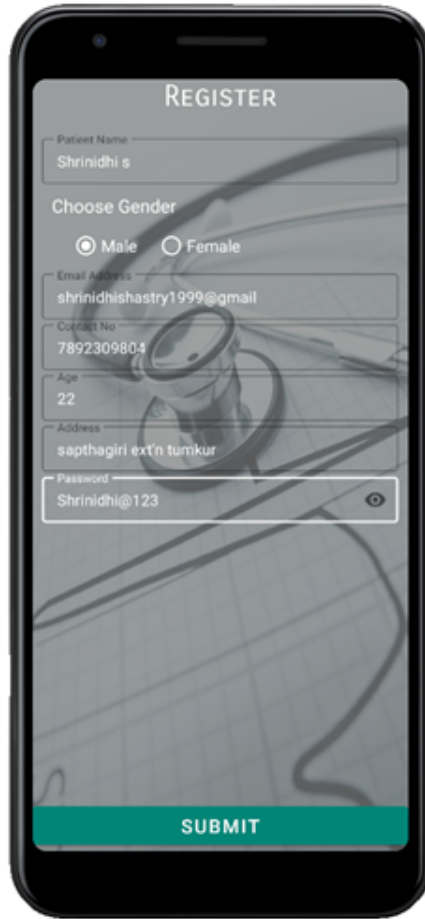 REGISTER
Patient Name
Shrinidhi s
Choose Gender
Male Female
Email Address
shrinidhishastry1999@gmail
Contact No
7892309804
Age
22
Address
sapthagiri ext'n tumkur
Password
Shrinidhi@123
SUBMIT